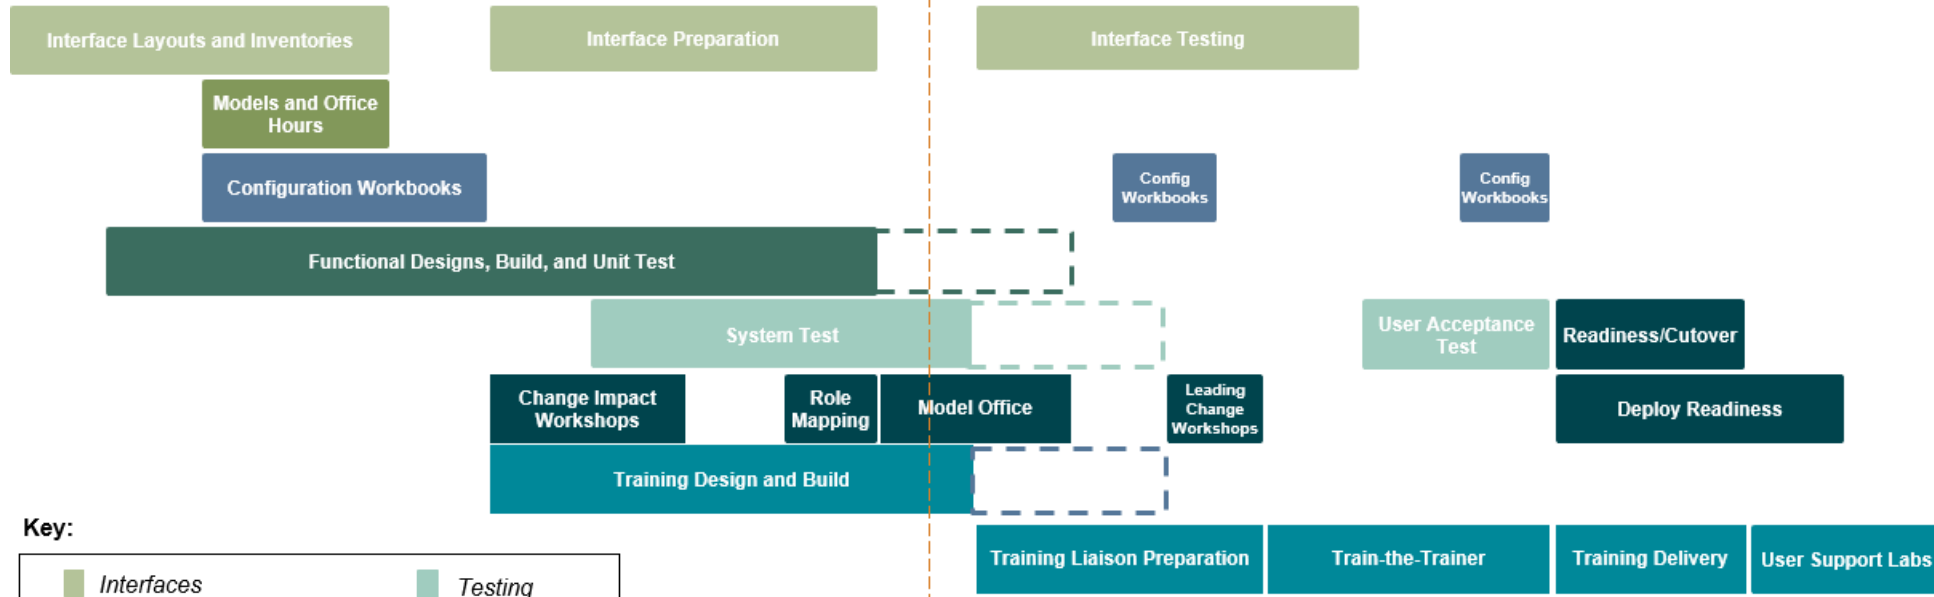 Interface Layouts and Inventories
Interface Preparation
Interface Testing
Models and Office
Hours
Configuration Workbooks
Config
Workbooks
Config
Workbooks
Functional Designs, Build, and Unit Test
System Test
User Acceptance
Test
Readiness/Cutover
Change Impact
Workshops
Role
Mapping
Model Office
Leading
Change
Workshops
Deploy Readiness
Training Design and Build
Training Liaison Preparation
Train-the-Trainer
Training Delivery
User Support Labs
Key:
Interfaces
Testing